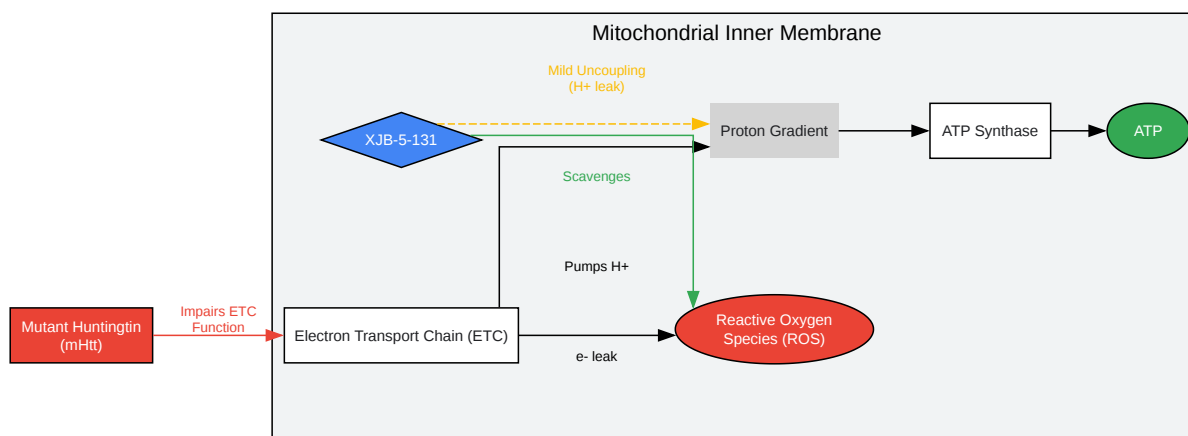 Mitochondrial Inner Membrane
Mild Uncoupling
(H+ leak)
XJB-5-131
Proton Gradient
ATP Synthase
ATP
Scavenges
Pumps H+
Mutant Huntingtin
(mHtt)
Impairs ETC
Function
Electron Transport Chain (ETC)
e- leak
Reactive Oxygen
Species (ROS)